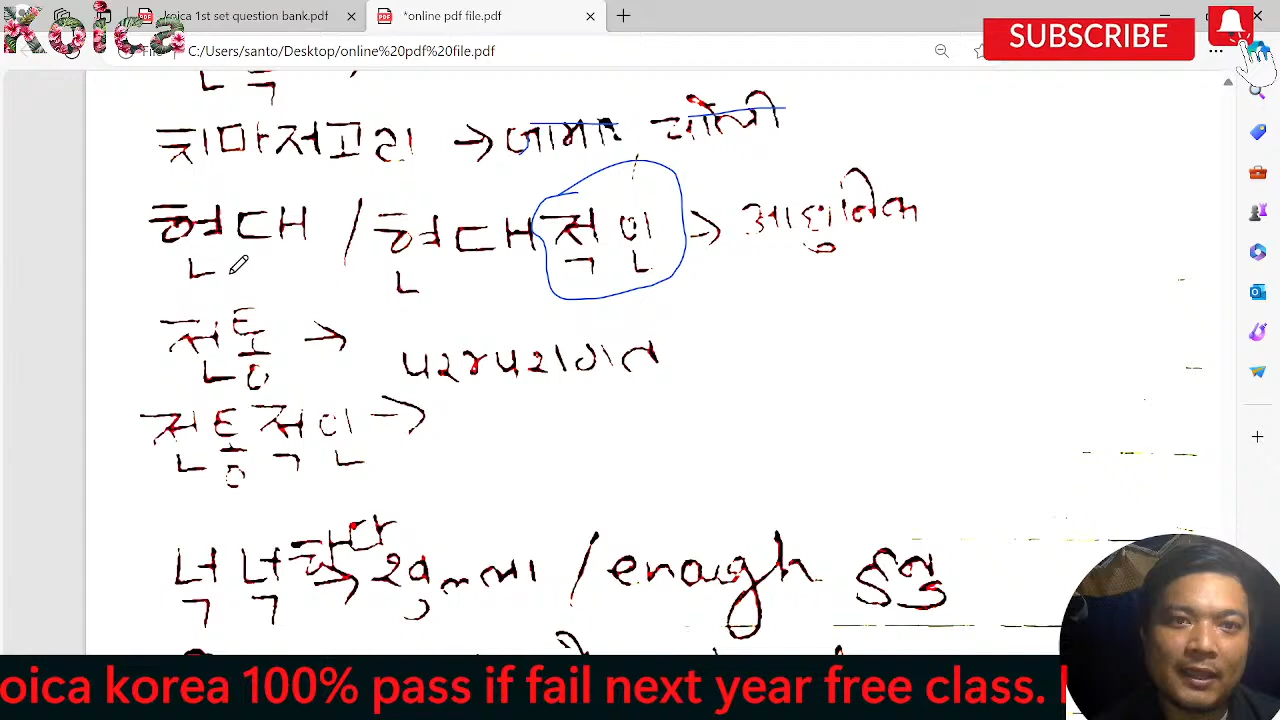 koica 1st set question bank.pdf
*online pdf file.pdf
Koica
File
C:/Users/santo/Desktop/online%20pdf%20file.pdf
SUBSCRIBE
치마저고리 → जामा चोली
현대 / 현대적인 → आधुनिक
전통 → परम्परागत
전통적인 →
넉넉하다 → / enough हुनु
oica korea 100% pass if fail next year free class.